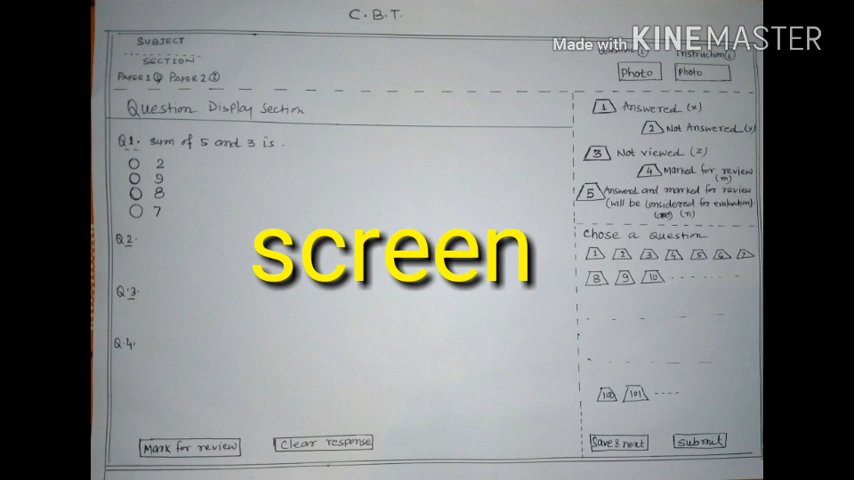 C.B.T.
Made with KINEMASTER
SUBJECT
SECTION
PAPER 1 PAPER 2
Question Instruction
Photo Photo
Question Display Section
1 Answered (x)
2 Not Answered (y)
3 Not viewed (z)
4 Marked for review
(m)
5 Answered and marked for review
(will be considered for evaluation)
(n)
Q1. Sum of 5 and 3 is.
2
9
8
7
screen
Q2.
Q.3.
Q.4.
Chose a Question
1 2 3 4 5 6 7
8 9 10
100 101
Mark for review Clear response
Save & next Submit